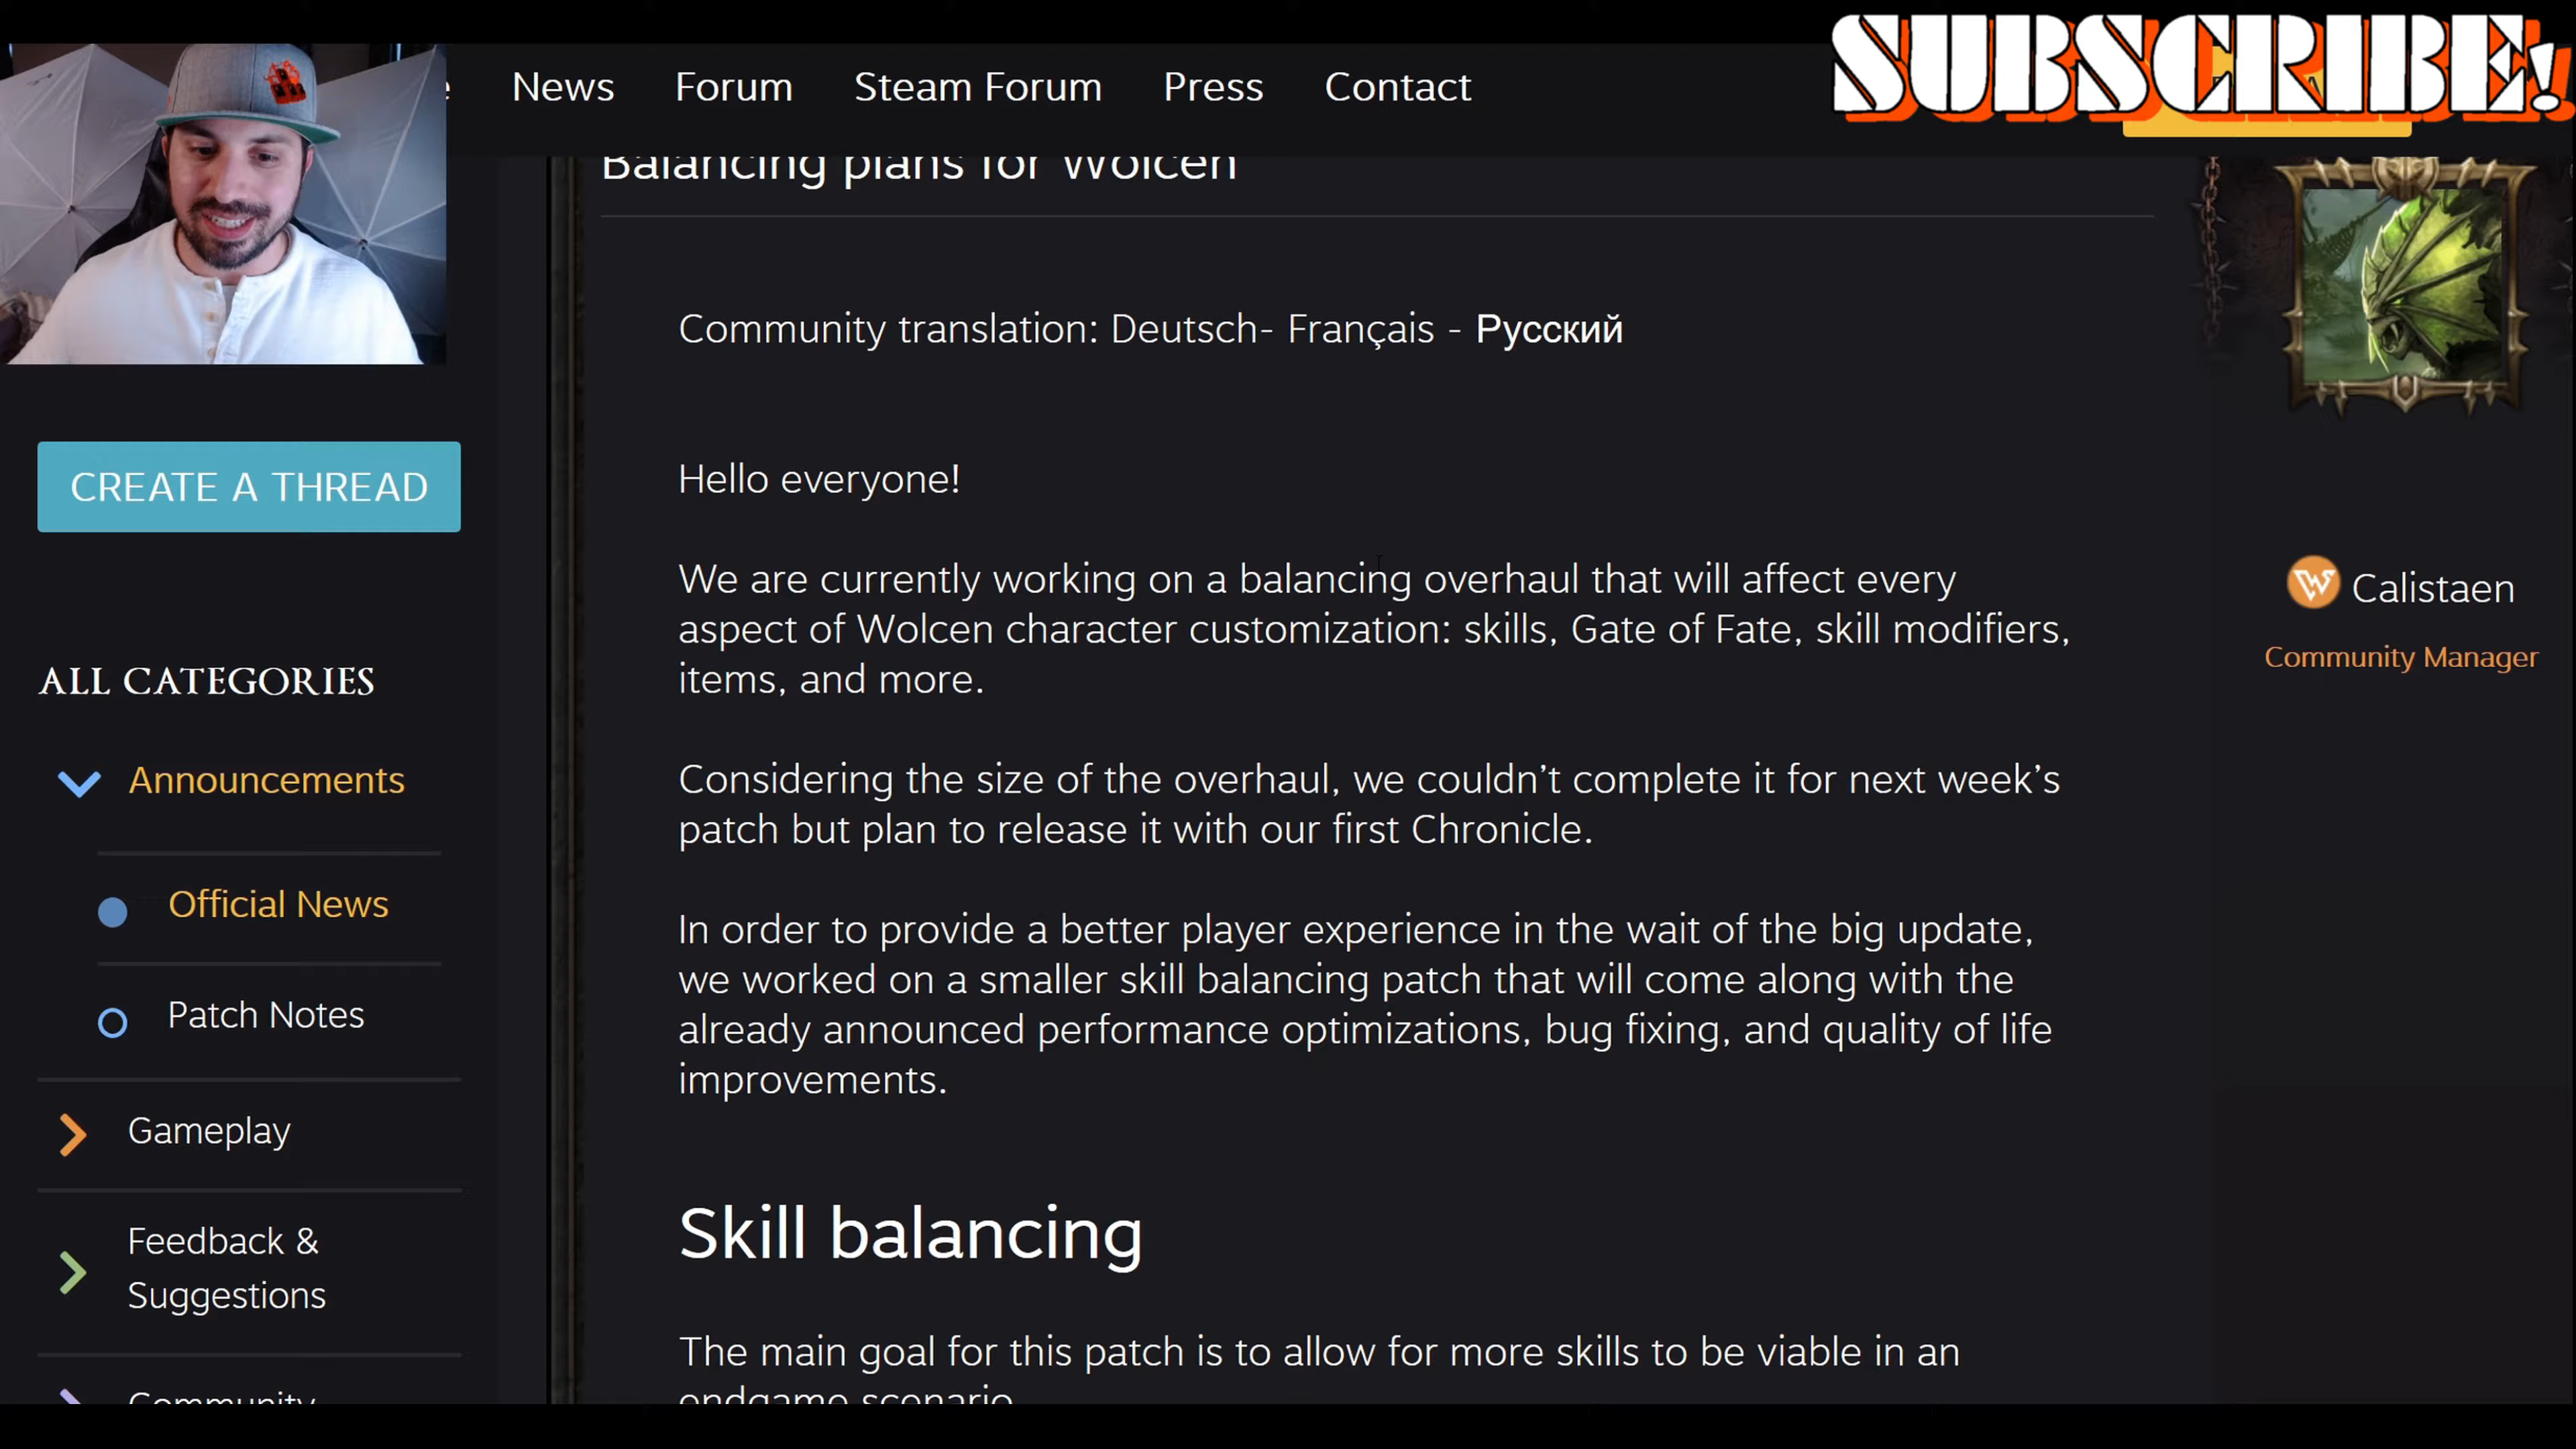 SUBSCRIBE!
News Forum Steam Forum Press Contact
Balancing plans for Wolcen
Community translation: Deutsch- Français - Русский
Hello everyone!
We are currently working on a balancing overhaul that will affect every
aspect of Wolcen character customization: skills, Gate of Fate, skill modifiers,
items, and more.
Considering the size of the overhaul, we couldn't complete it for next week's
patch but plan to release it with our first Chronicle.
In order to provide a better player experience in the wait of the big update,
we worked on a smaller skill balancing patch that will come along with the
already announced performance optimizations, bug fixing, and quality of life
improvements.
Skill balancing
The main goal for this patch is to allow for more skills to be viable in an
endgame scenario
CREATE A THREAD
ALL CATEGORIES
Announcements
Official News
Patch Notes
Gameplay
Feedback &
Suggestions
Community
Calistaen
Community Manager